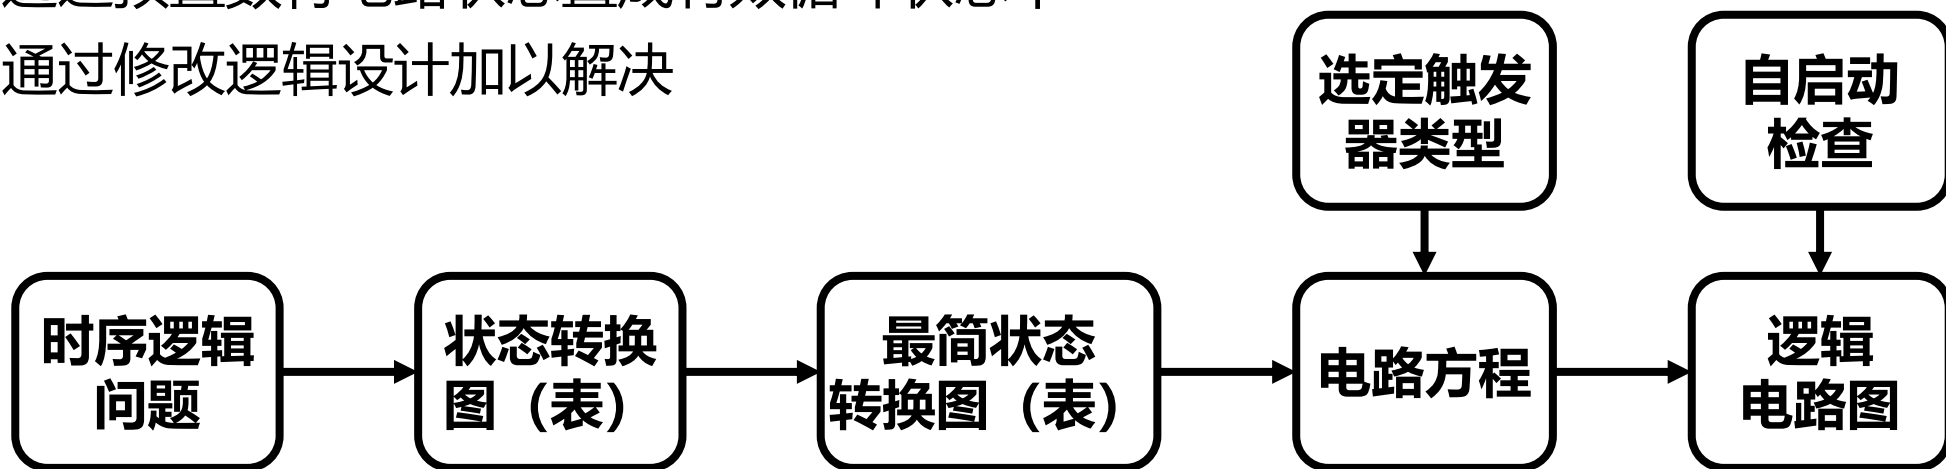 通过修改逻辑设计加以解决
选定触发
器类型
自启动
检查
时序逻辑
问题
状态转换
图（表）
最简状态
转换图（表）
电路方程
逻辑
电路图